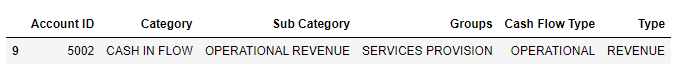 Account ID Category Sub Category Groups Cash Flow Type Type
9 5002 CASH IN FLOW OPERATIONAL REVENUE SERVICES PROVISION OPERATIONAL REVENUE